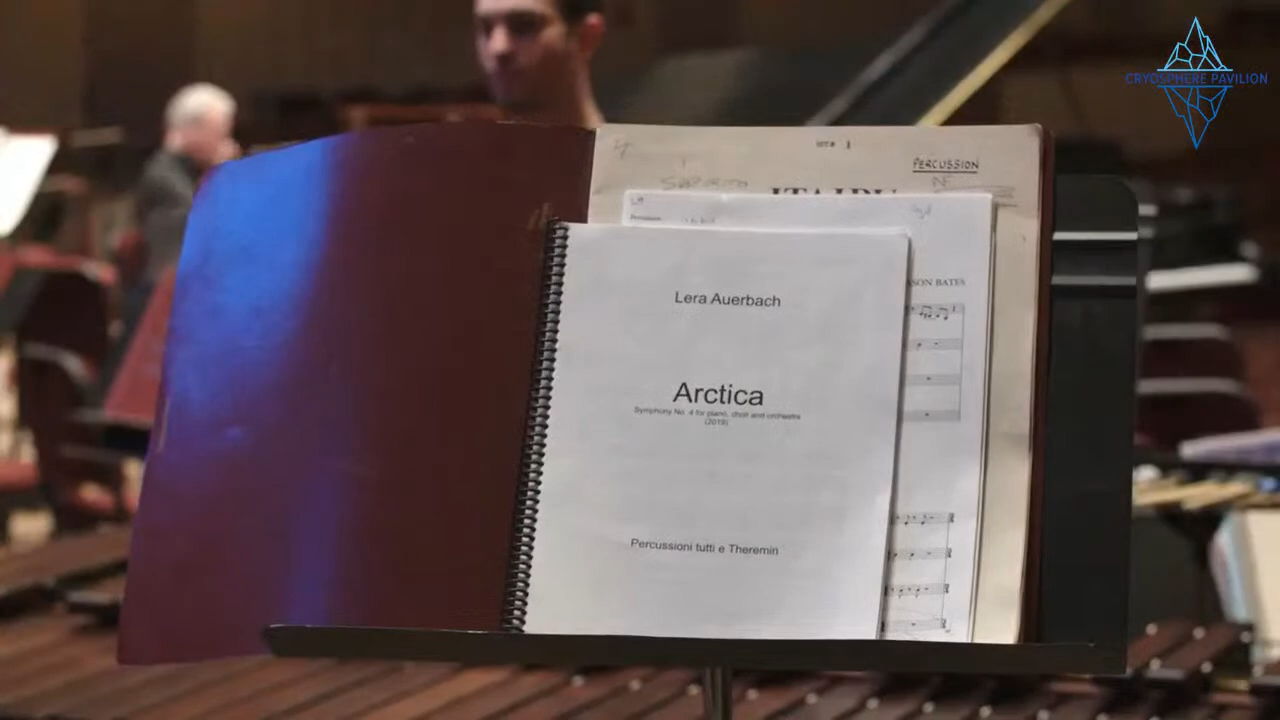 CRYOSPHERE PAVILION
PERCUSSION
ITAIPU
Lera Auerbach
Arctica
Symphony No. 4 for piano, choir and orchestra
(2019)
Percussioni tutti e Theremin
SON BATES